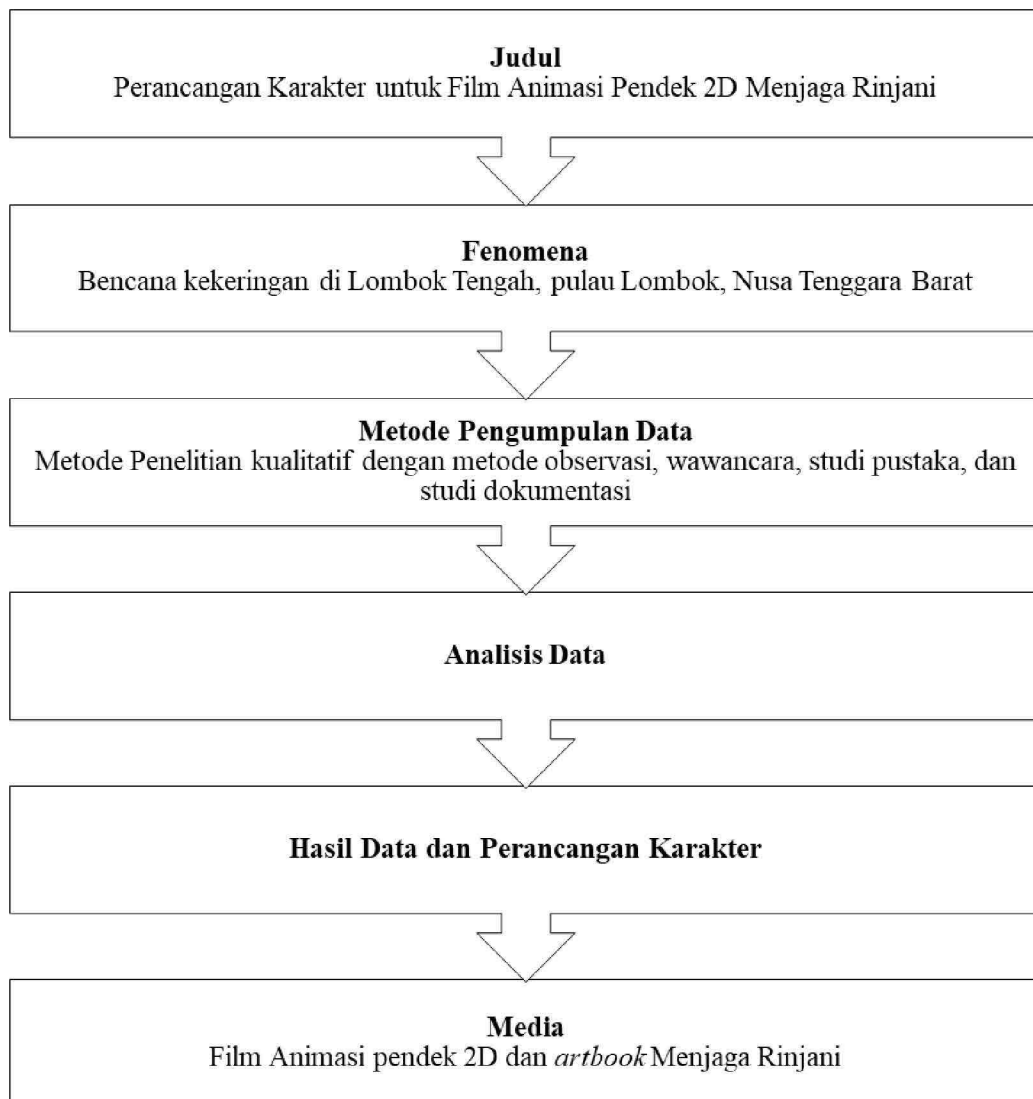 Judul
Perancangan Karakter untuk Film Animasi Pendek 2D Menjaga Rinjani
Fenomena
Bencana kekeringan di Lombok Tengah, pulau Lombok, Nusa Tenggara Barat
Metode Pengumpulan Data
Metode Penelitian kualitatif dengan metode observasi, wawancara, studi pustaka, dan
studi dokumentasi
Analisis Data
Hasil Data dan Perancangan Karakter
Media
Film Animasi pendek 2D dan artbook Menjaga Rinjani